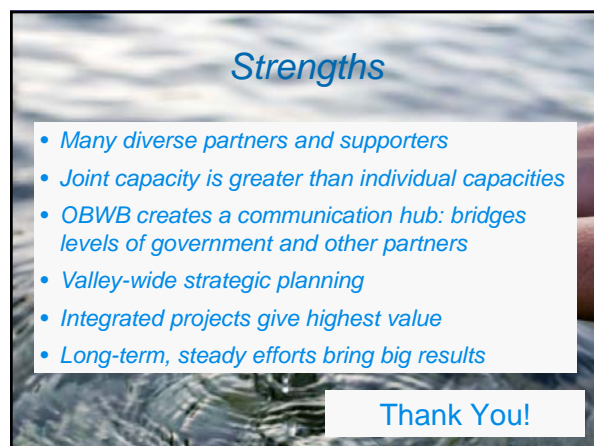 Strengths
• Many diverse partners and supporters
• Joint capacity is greater than individual capacities
• OBWB creates a communication hub: bridges
levels of government and other partners
• Valley-wide strategic planning
• Integrated projects give highest value
• Long-term, steady efforts bring big results
Thank You!